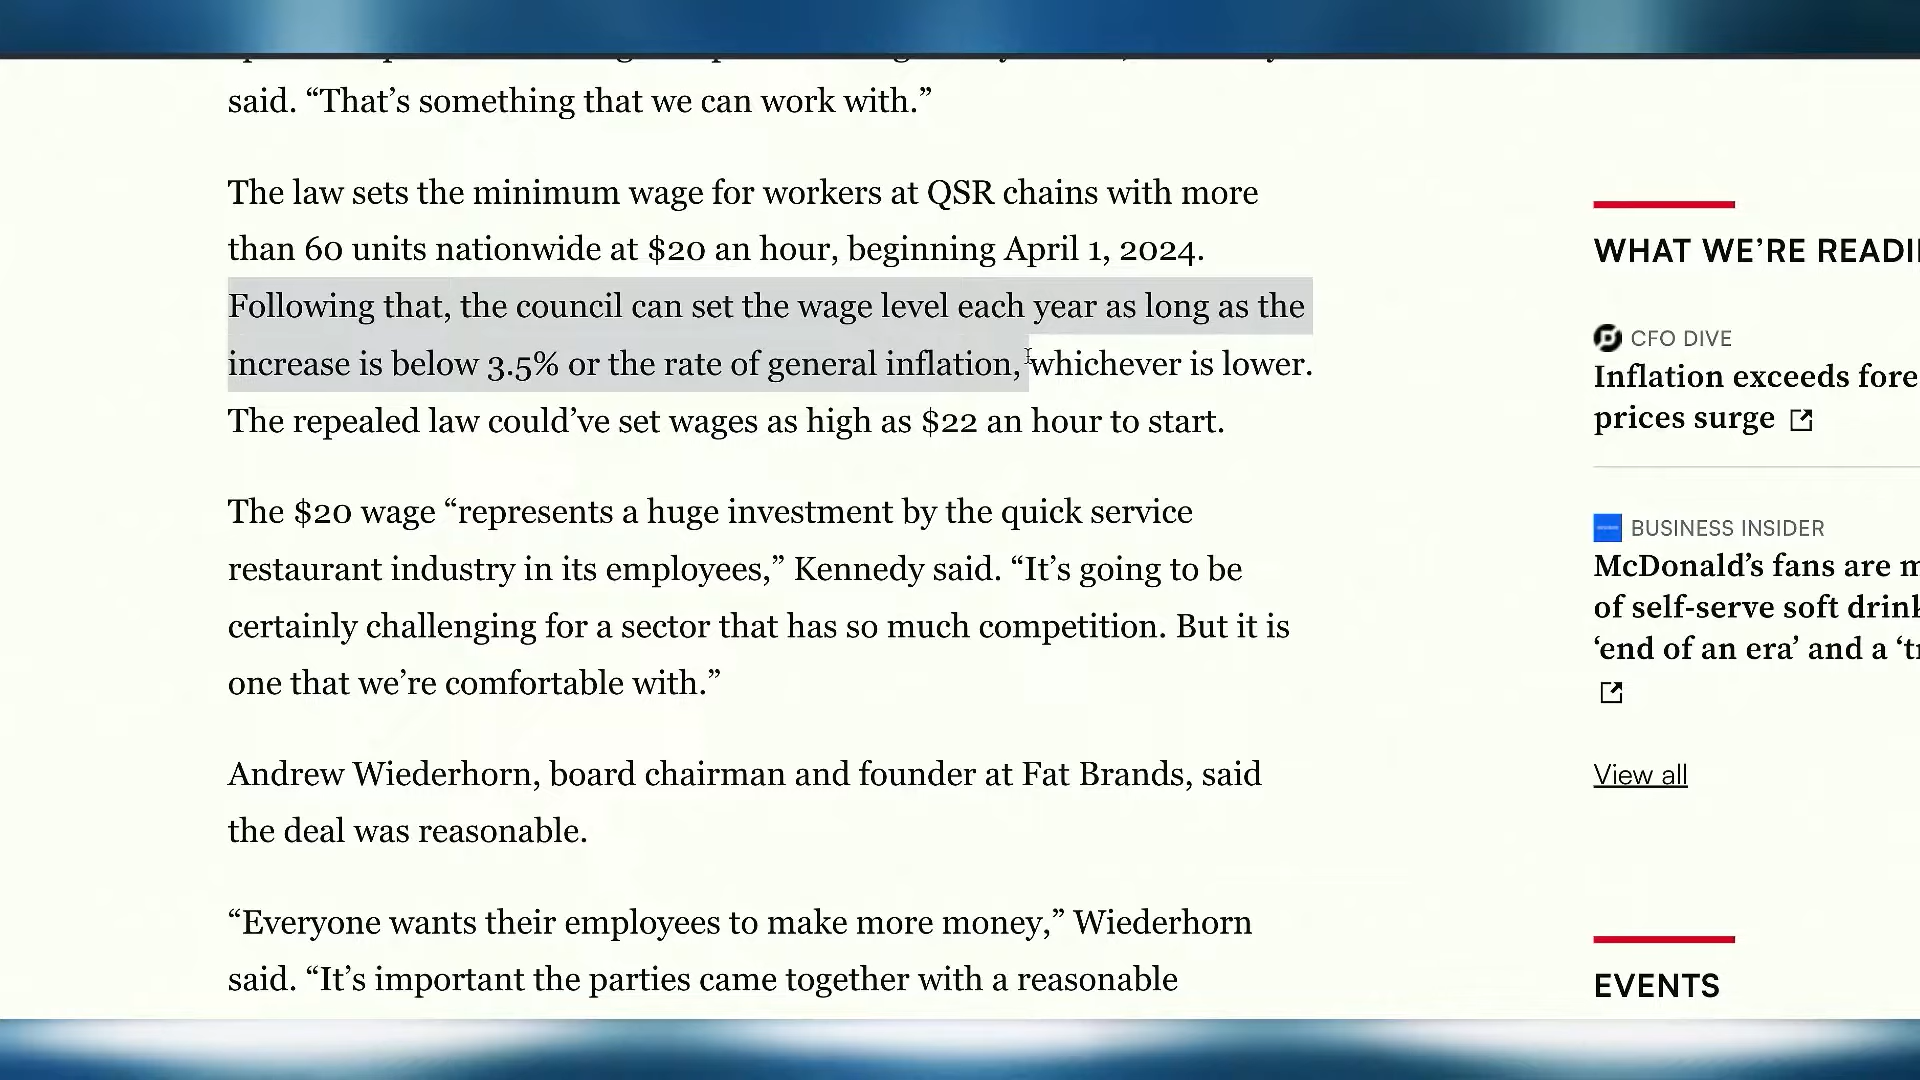 said. “That’s something that we can work with.”
The law sets the minimum wage for workers at QSR chains with more
than 60 units nationwide at $20 an hour, beginning April 1, 2024.
Following that, the council can set the wage level each year as long as the
increase is below 3.5% or the rate of general inflation, whichever is lower.
The repealed law could’ve set wages as high as $22 an hour to start.
The $20 wage “represents a huge investment by the quick service
restaurant industry in its employees,” Kennedy said. “It’s going to be
certainly challenging for a sector that has so much competition. But it is
one that we’re comfortable with.”
Andrew Wiederhorn, board chairman and founder at Fat Brands, said
the deal was reasonable.
“Everyone wants their employees to make more money,” Wiederhorn
said. “It’s important the parties came together with a reasonable
WHAT WE’RE READI
CFO DIVE
Inflation exceeds fore
prices surge
BUSINESS INSIDER
McDonald’s fans are m
of self-serve soft drink
‘end of an era’ and a ‘tr
View all
EVENTS